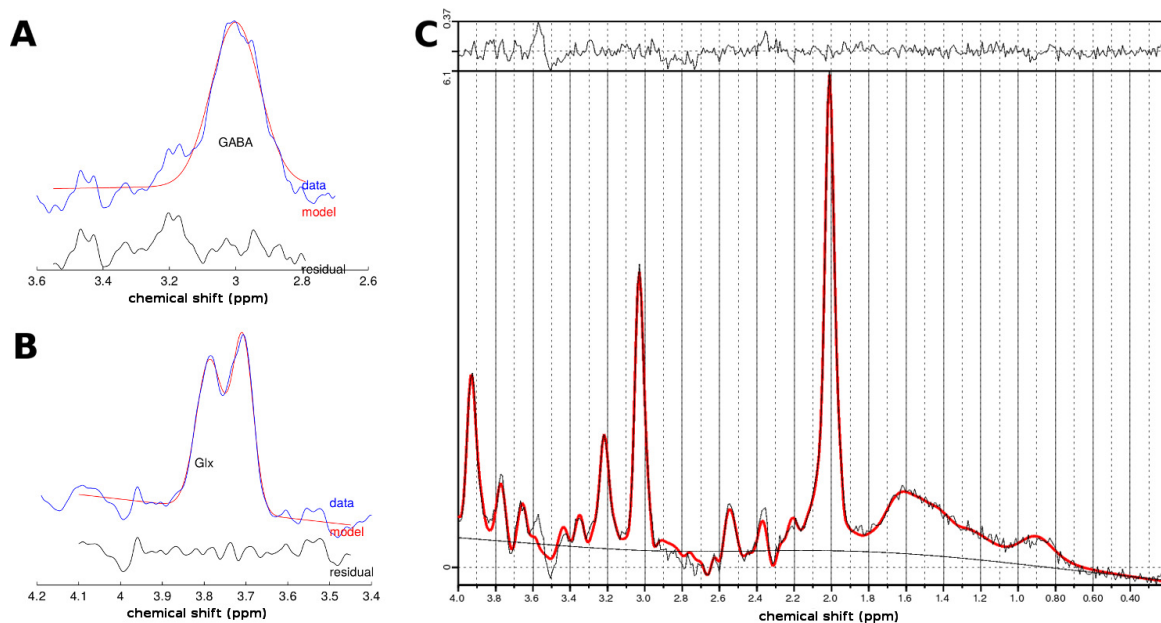 A
GABA
data
model
residual
3.6 3.4 3.2 3 2.8 2.6
chemical shift (ppm)
B
Glx
data
model
residual
4.2 4 3.9 3.8 3.7 3.6 3.5 3.4
chemical shift (ppm)
C
0.37
6.1
0
4.0 3.8 3.6 3.4 3.2 3.0 2.8 2.6 2.4 2.2 2.0 1.8 1.6 1.4 1.2 1.0 0.80 0.60 0.40
chemical shift (ppm)